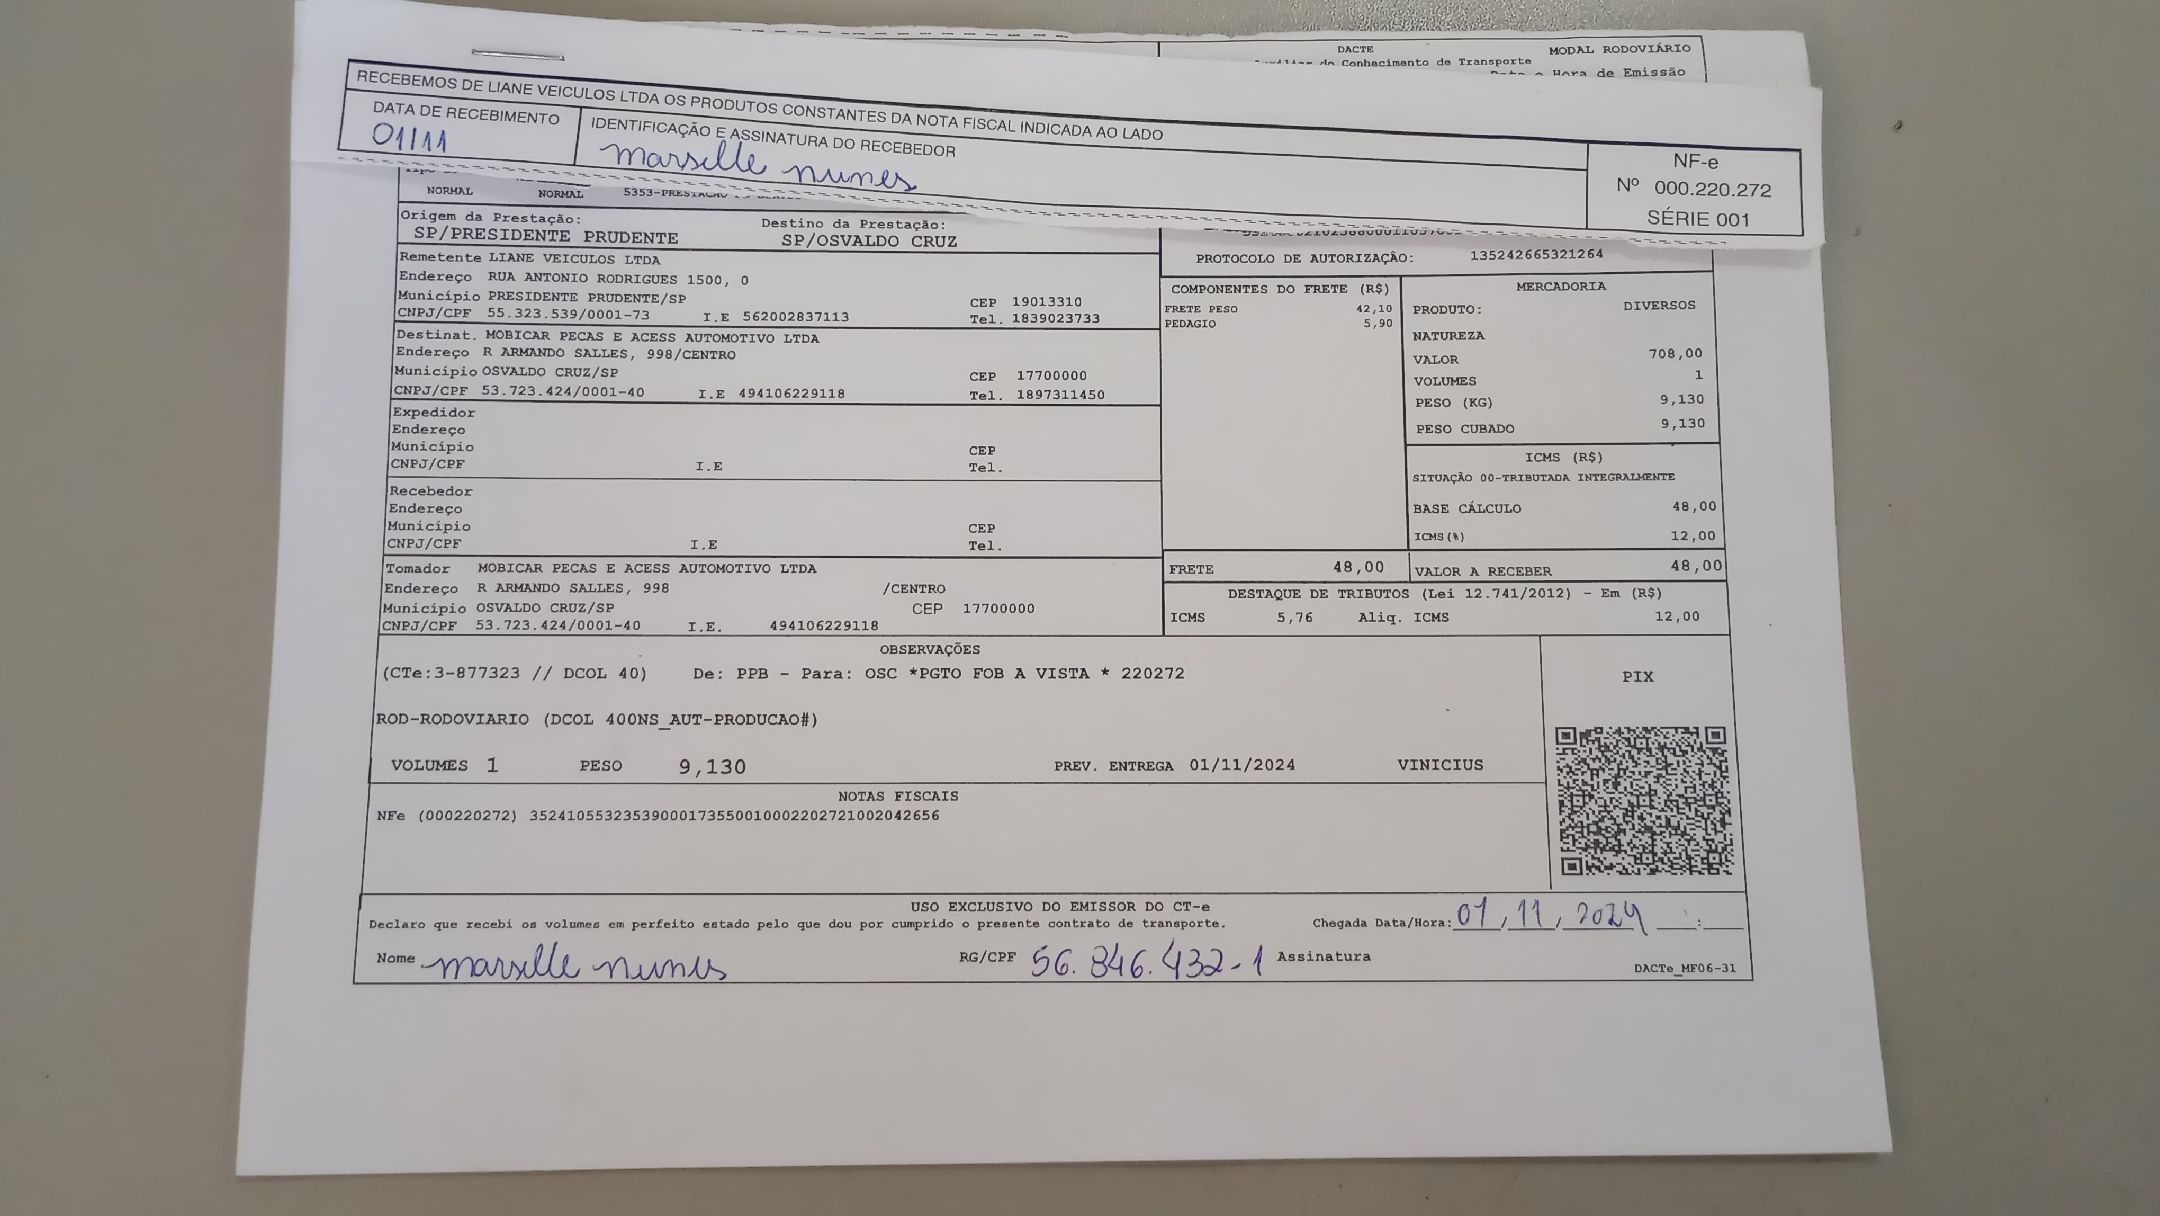 DACTE MODAL RODOVIÁRIO
do Conhecimento de Transporte
Hora de Emissão
RECEBEMOS DE LIANE VEICULOS LTDA OS PRODUTOS CONSTANTES DA NOTA FISCAL INDICADA AO LADO
DATA DE RECEBIMENTO IDENTIFICAÇÃO E ASSINATURA DO RECEBEDOR
01/11 marselle nunes
NF-e
Nº 000.220.272
SÉRIE 001
NORMAL NORMAL
Origem da Prestação: Destino da Prestação:
SP/PRESIDENTE PRUDENTE SP/OSVALDO CRUZ
PROTOCOLO DE AUTORIZAÇÃO: 135242665321264
Remetente LIANE VEICULOS LTDA
Endereço RUA ANTONIO RODRIGUES 1500, 0
Município PRESIDENTE PRUDENTE/SP CEP 19013310
CNPJ/CPF 55.323.539/0001-73 I.E 562002837113 Tel. 1839023733
Destinat. MOBICAR PECAS E ACESS AUTOMOTIVO LTDA
Endereço R ARMANDO SALLES, 998/CENTRO
Município OSVALDO CRUZ/SP CEP 17700000
CNPJ/CPF 53.723.424/0001-40 I.E 494106229118 Tel. 1897311450
Expedidor
Endereço
Município CEP
CNPJ/CPF I.E Tel.
Recebedor
Endereço
Município CEP
CNPJ/CPF I.E Tel.
Tomador MOBICAR PECAS E ACESS AUTOMOTIVO LTDA
Endereço R ARMANDO SALLES, 998 /CENTRO
Município OSVALDO CRUZ/SP CEP 17700000
CNPJ/CPF 53.723.424/0001-40 I.E. 494106229118
COMPONENTES DO FRETE (R$)
FRETE PESO 42,10
PEDAGIO 5,90
MERCADORIA
PRODUTO: DIVERSOS
NATUREZA
VALOR 708,00
VOLUMES 1
PESO (KG) 9,130
PESO CUBADO 9,130
ICMS (R$)
SITUAÇÃO 00-TRIBUTADA INTEGRALMENTE
BASE CÁLCULO 48,00
ICMS(%) 12,00
FRETE 48,00 VALOR A RECEBER 48,00
DESTAQUE DE TRIBUTOS (Lei 12.741/2012) - Em (R$)
ICMS 5,76 Aliq. ICMS 12,00
OBSERVAÇÕES
(CTe:3-877323 // DCOL 40) De: PPB - Para: OSC *PGTO FOB A VISTA * 220272
PIX
ROD-RODOVIARIO (DCOL 400NS_AUT-PRODUCAO#)
VOLUMES 1 PESO 9,130 PREV. ENTREGA 01/11/2024 VINICIUS
NOTAS FISCAIS
NFe (000220272) 35241055323539000173550010002202721002042656
USO EXCLUSIVO DO EMISSOR DO CT-e
Declaro que recebi os volumes em perfeito estado pelo que dou por cumprido o presente contrato de transporte. Chegada Data/Hora: 01/11/2024 :
Nome marselle nunes RG/CPF 56.846.432-1 Assinatura
DACTe_MF06-31